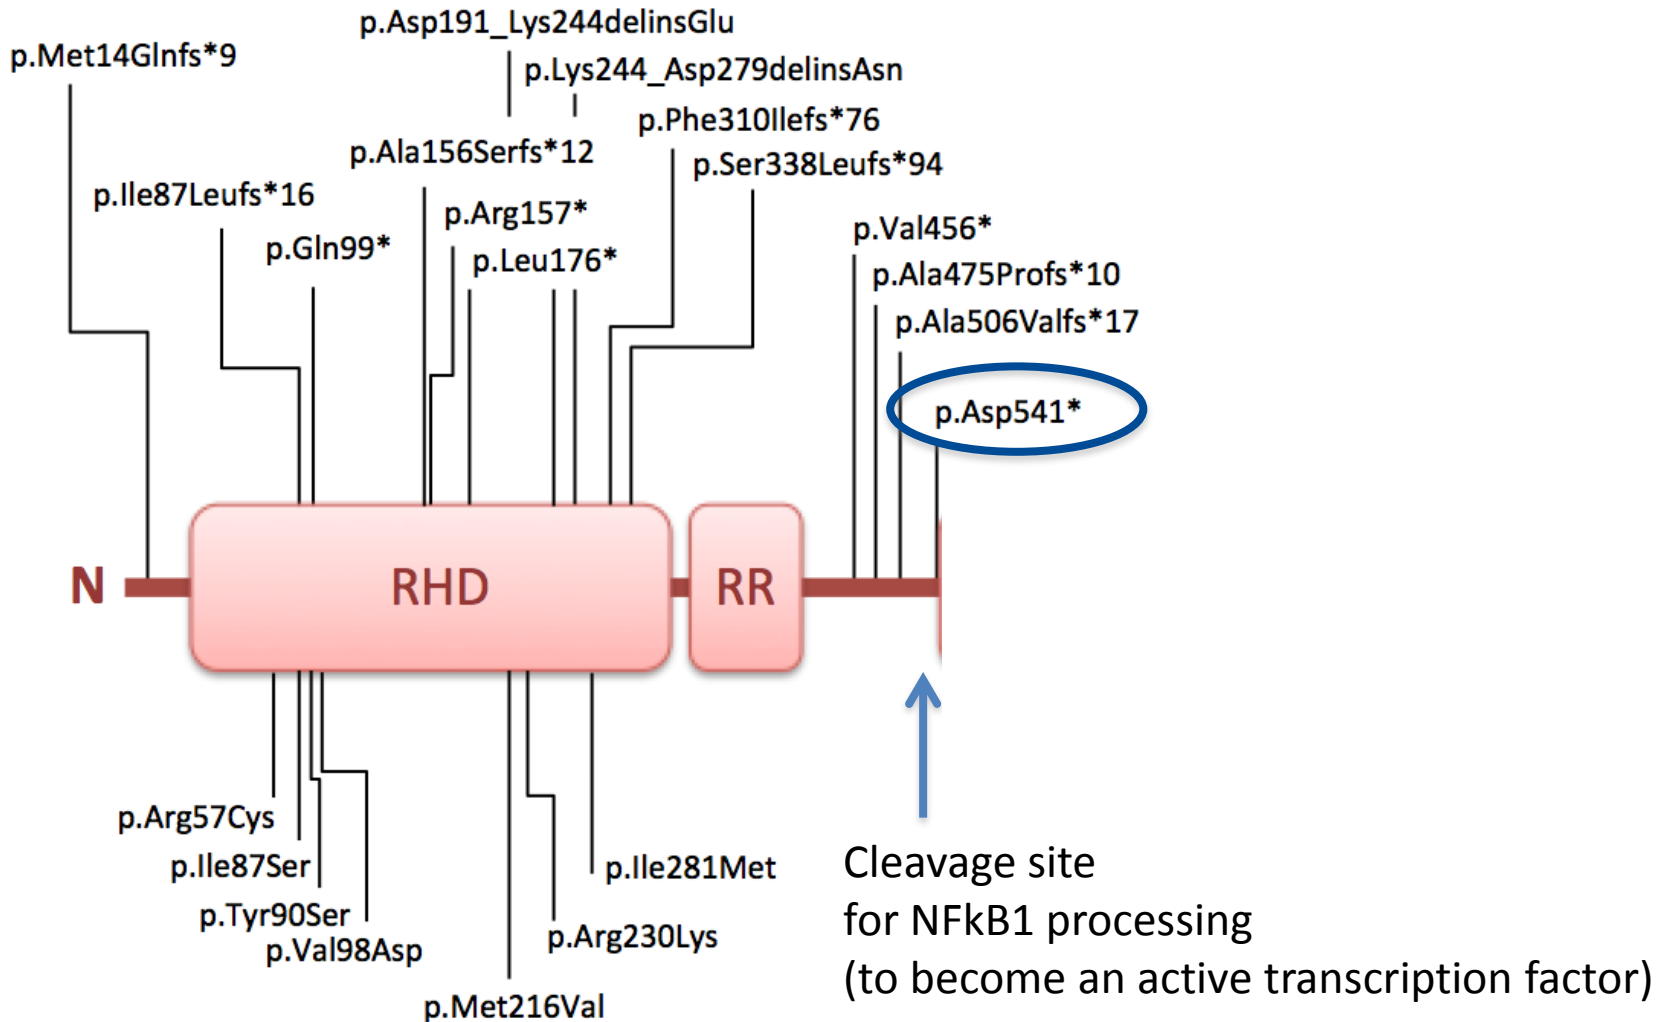 p.Asp191_Lys244delinsGlu
p.Met14Glnfs*9
p.Lys244_Asp279delinsAsn
p.Phe310Ilefs*76
p.Ala156Serfs*12
p.Ser338Leufs*94
p.Ile87Leufs*16
p.Arg157*
p.Val456*
p.Gln99*
p.Leu176*
p.Ala475Profs*10
p.Ala506Valfs*17
p.Asp541*
N
RHD
RR
p.Arg57Cys
p.Ile87Ser
p.Ile281Met
p.Tyr90Ser
p.Val98Asp
p.Arg230Lys
p.Met216Val
Cleavage site
for NFkB1 processing
(to become an active transcription factor)